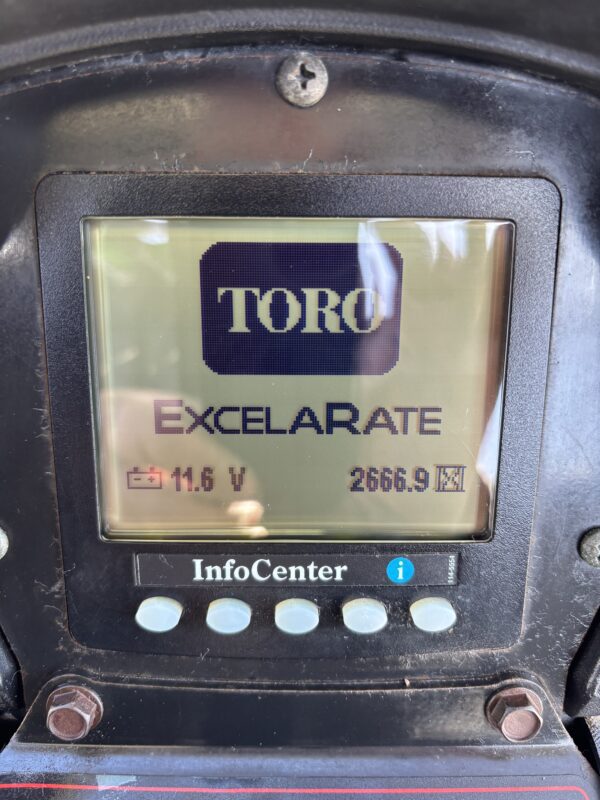 TORO
EXCELARATE
11.6 V 2666.9
InfoCenter i